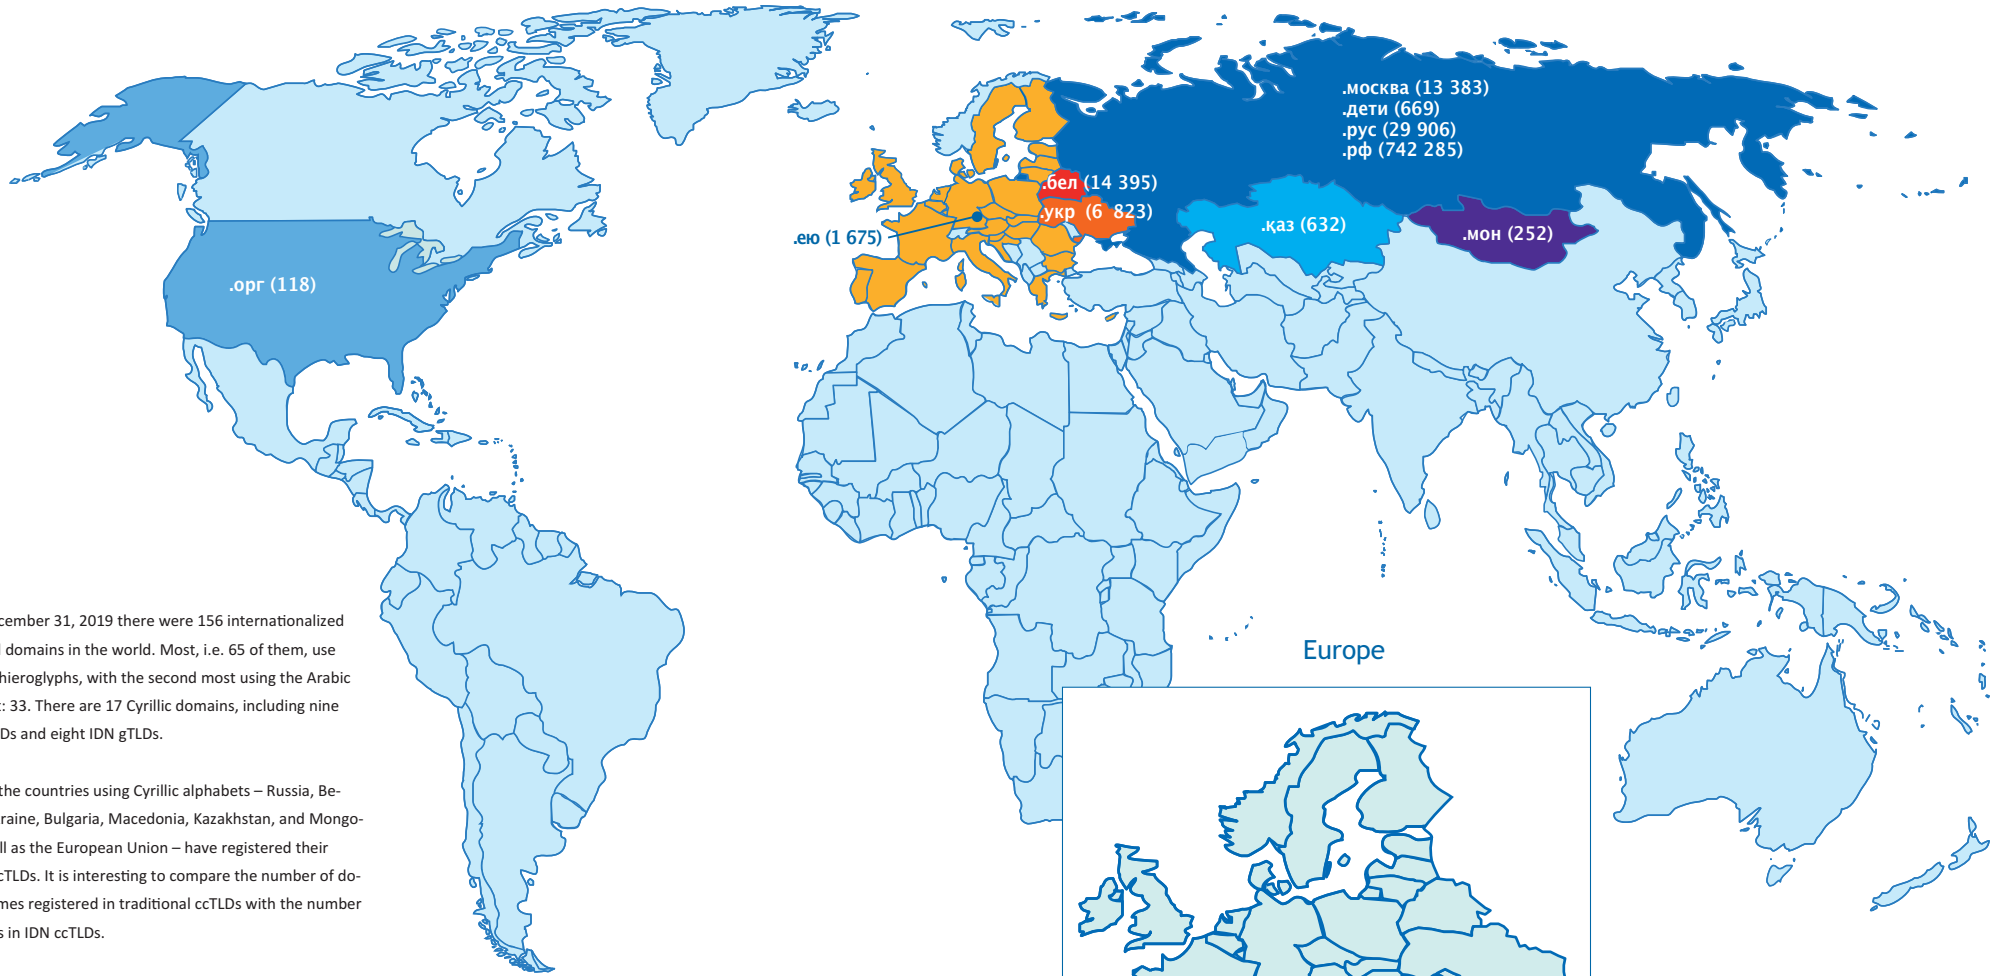 .москва (13 383)
.дети (669)
.рус (29 906)
.рф (742 285)
.бел (14 395)
.укр (6 823)
.ею (1 675)
.қаз (632)
.мон (252)
.орг (118)
cember 31, 2019 there were 156 internationalized
l domains in the world. Most, i.e. 65 of them, use
hieroglyphs, with the second most using the Arabic
t: 33. There are 17 Cyrillic domains, including nine
Ds and eight IDN gTLDs.
the countries using Cyrillic alphabets – Russia, Be-
raine, Bulgaria, Macedonia, Kazakhstan, and Mongo-
ll as the European Union – have registered their
cTLDs. It is interesting to compare the number of do-
mes registered in traditional ccTLDs with the number
s in IDN ccTLDs.
Europe